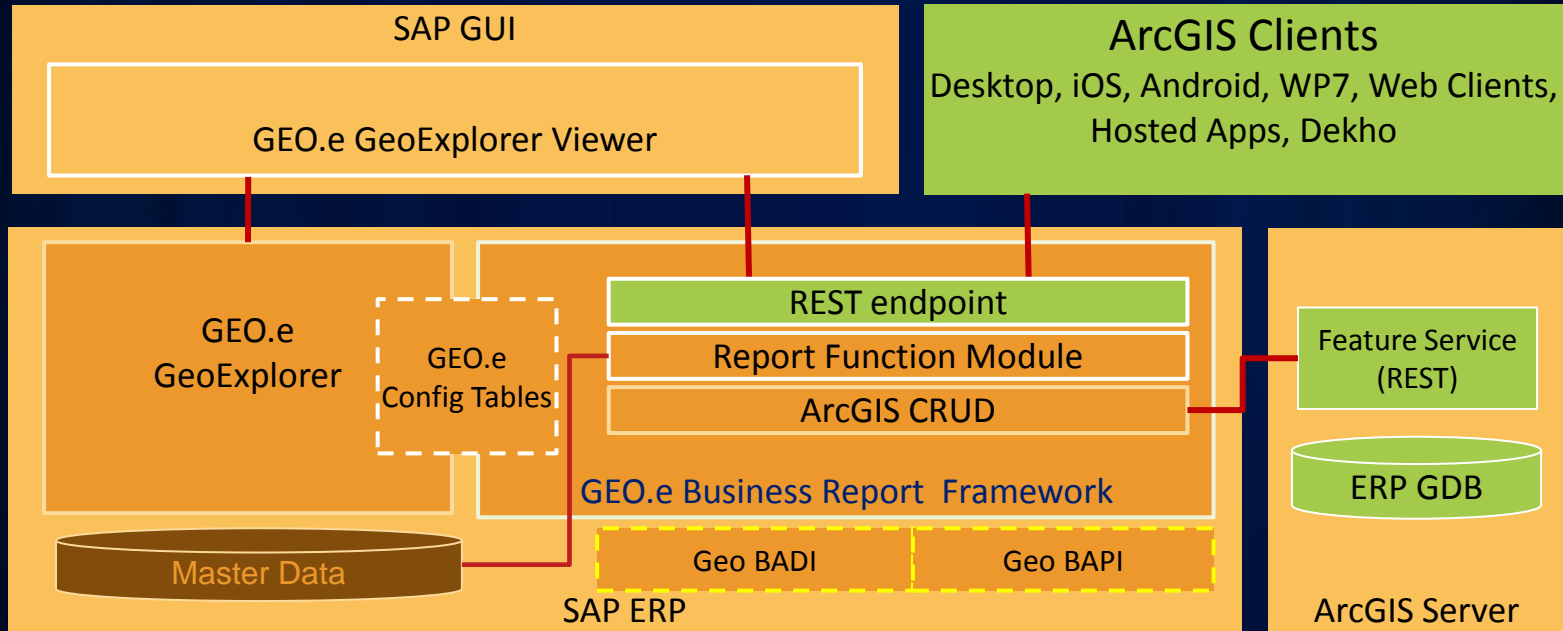 SAP GUI
GEO.e GeoExplorer Viewer
ArcGIS Clients
Desktop, iOS, Android, WP7, Web Clients,
Hosted Apps, Dekho
GEO.e
GeoExplorer
GEO.e
Config Tables
REST endpoint
Report Function Module
ArcGIS CRUD
GEO.e Business Report Framework
Master Data
Geo BADI
Geo BAPI
SAP ERP
Feature Service
(REST)
ERP GDB
ArcGIS Server